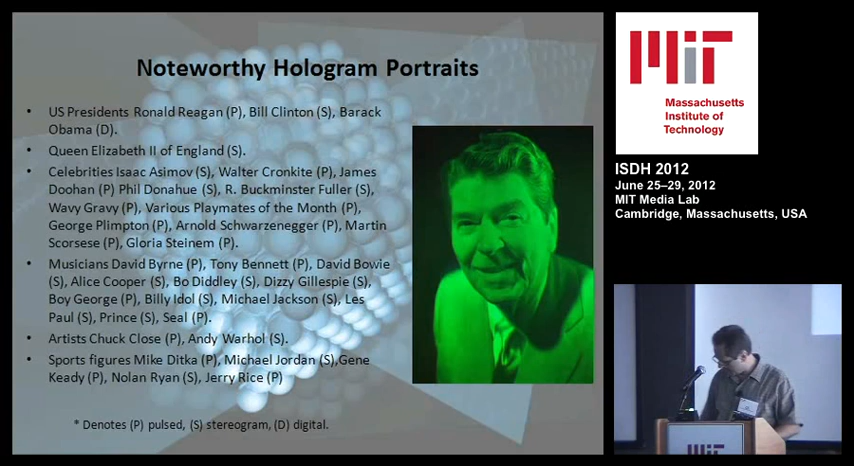 Noteworthy Hologram Portraits
• US Presidents Ronald Reagan (P), Bill Clinton (S), Barack
Obama (D).
• Queen Elizabeth II of England (S).
• Celebrities Isaac Asimov (S), Walter Cronkite (P), James
Doohan (P) Phil Donahue (S), R. Buckminster Fuller (S),
Wavy Gravy (P), Various Playmates of the Month (P),
George Plimpton (P), Arnold Schwarzenegger (P), Martin
Scorsese (P), Gloria Steinem (P).
• Musicians David Byrne (P), Tony Bennett (P), David Bowie
(S), Alice Cooper (S), Bo Diddley (S), Dizzy Gillespie (S),
Boy George (P), Billy Idol (S), Michael Jackson (S), Les
Paul (S), Prince (S), Seal (P).
• Artists Chuck Close (P), Andy Warhol (S).
• Sports figures Mike Ditka (P), Michael Jordan (S),Gene
Keady (P), Nolan Ryan (S), Jerry Rice (P)
* Denotes (P) pulsed, (S) stereogram, (D) digital.
MIT
Massachusetts
Institute of
Technology
ISDH 2012
June 25–29, 2012
MIT Media Lab
Cambridge, Massachusetts, USA
MIT